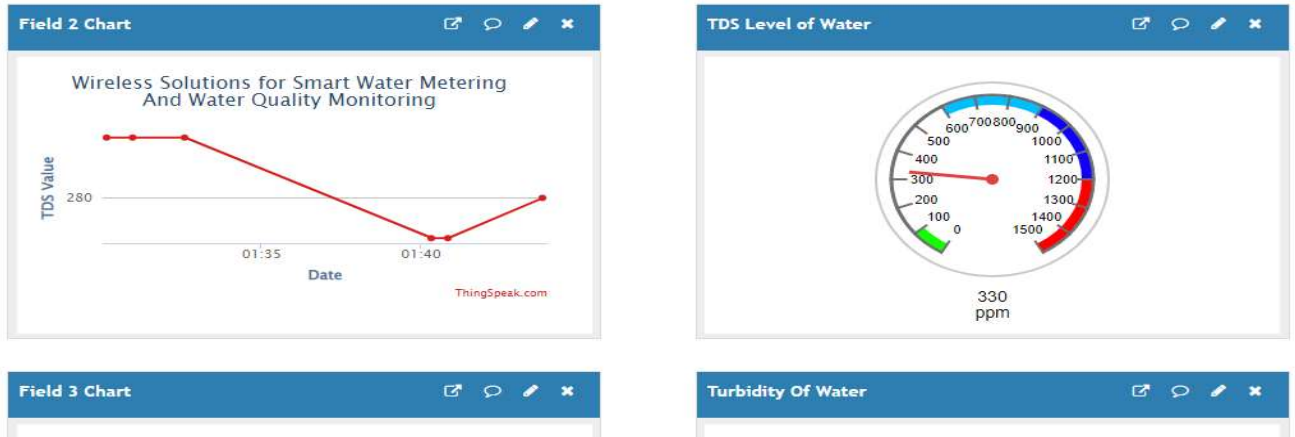 Field 2 Chart
Wireless Solutions for Smart Water Metering
And Water Quality Monitoring
TDS Value
280
01:35 01:40
Date
ThingSpeak.com
TDS Level of Water
0
100
200
300
400
500
600
700
800
900
1000
1100
1200
1300
1400
1500
330
ppm
Field 3 Chart
Turbidity Of Water